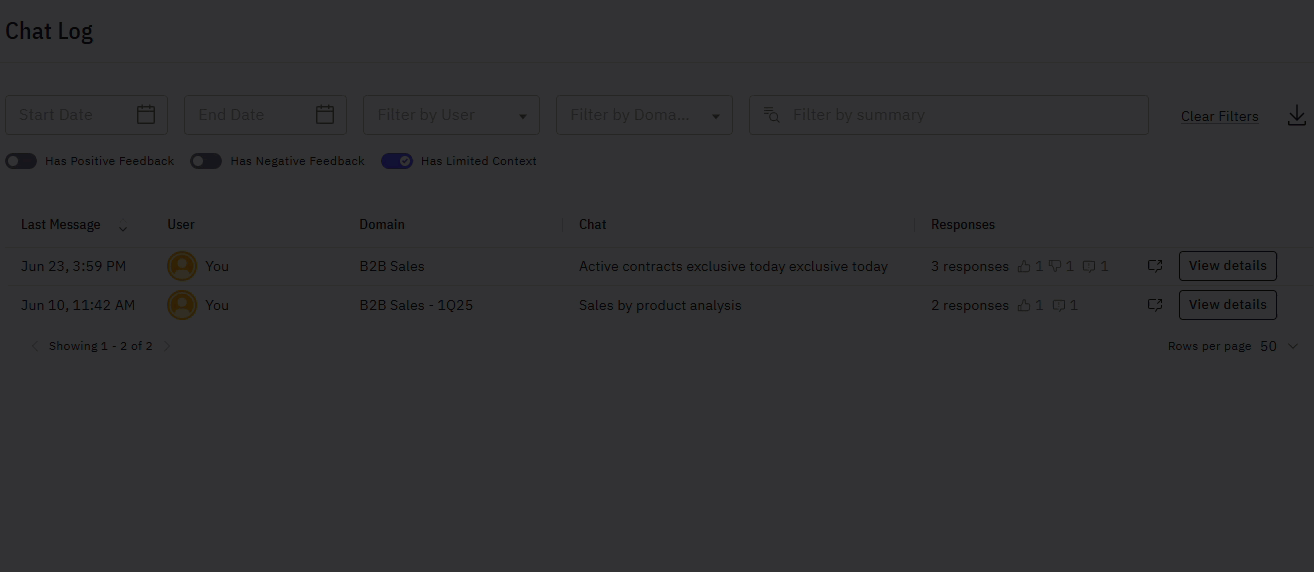 Chat Log
Start Date End Date Filter by User Filter by Doma... Filter by summary Clear Filters
Has Positive Feedback Has Negative Feedback Has Limited Context
Last Message User Domain Chat Responses
Jun 23, 3:59 PM You B2B Sales Active contracts exclusive today exclusive today 3 responses 1 1 1 View details
Jun 10, 11:42 AM You B2B Sales - 1Q25 Sales by product analysis 2 responses 1 1 View details
Showing 1 - 2 of 2 Rows per page 50